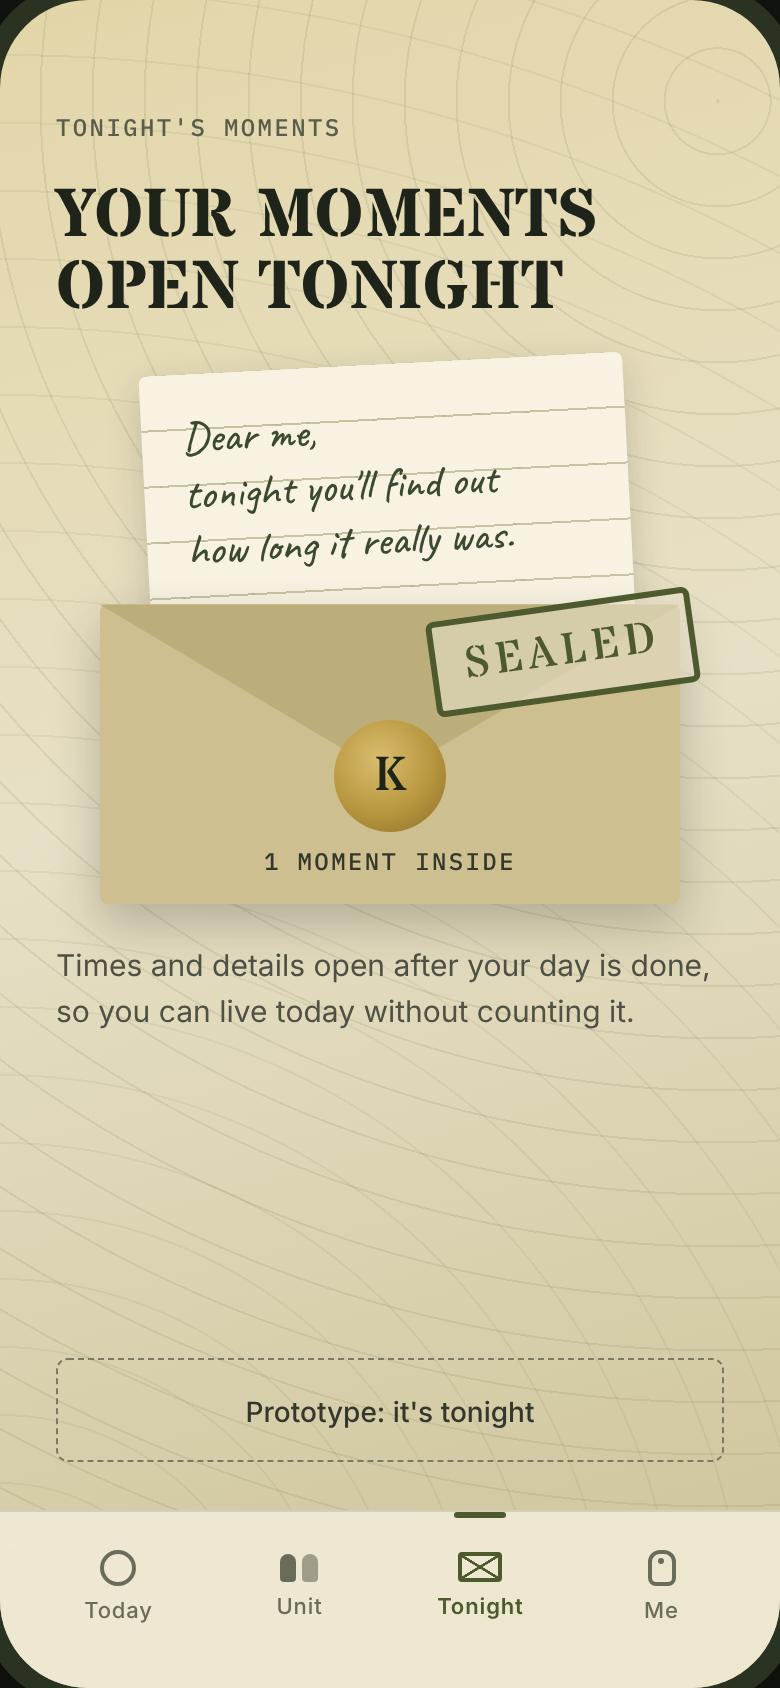 TONIGHT'S MOMENTS
YOUR MOMENTS
OPEN TONIGHT
Dear me,
tonight you'll find out
how long it really was.
SEALED
K
1 MOMENT INSIDE
Times and details open after your day is done,
so you can live today without counting it.
Prototype: it's tonight
Today
Unit
Tonight
Me